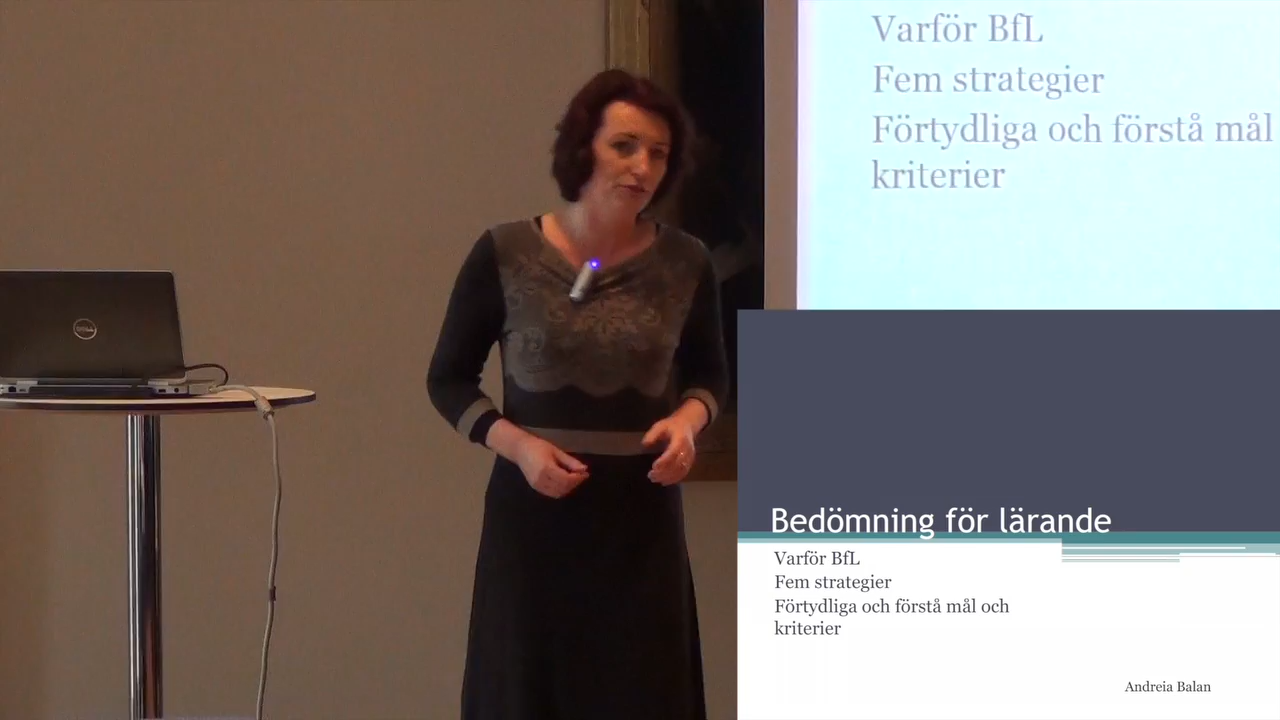 Varför BfL
Fem strategier
Förtydliga och förstå mål
kriterier
DELL
Bedömning för lärande
Varför BfL
Fem strategier
Förtydliga och förstå mål och
kriterier
Andreia Balan